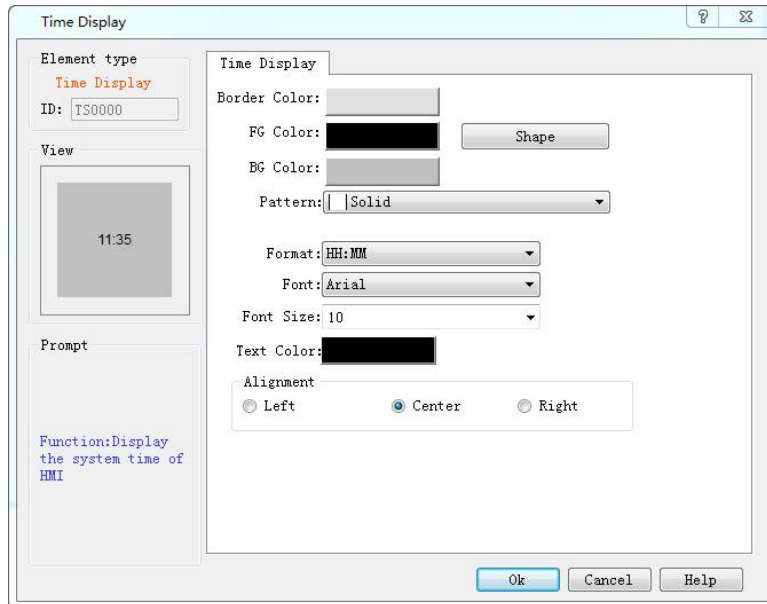 Time Display
Element type
Time Display
ID: TS0000
View
11:35
Prompt
Function:Display
the system time of
HMI
Time Display
Border Color:
FG Color:
Shape
BG Color:
Pattern: Solid
Format: HH:MM
Font: Arial
Font Size: 10
Text Color:
Alignment
Left Center Right
Ok Cancel Help